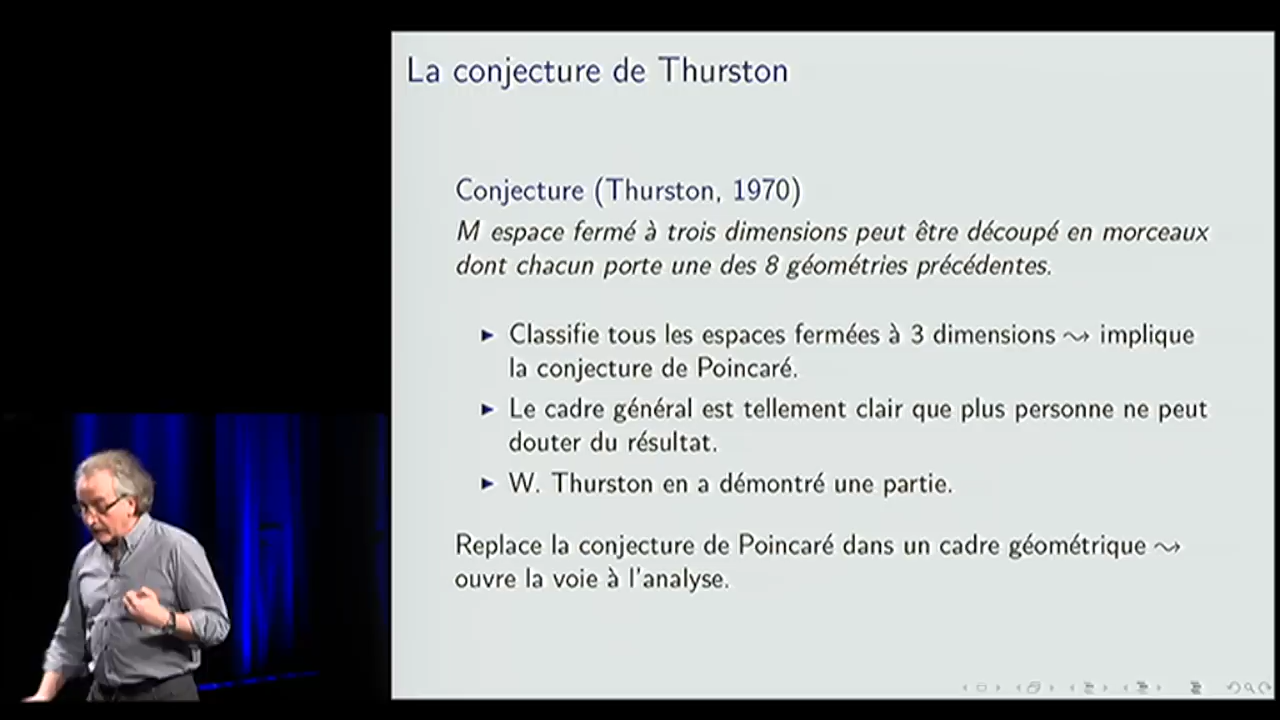 La conjecture de Thurston
Conjecture (Thurston, 1970)
M espace fermé à trois dimensions peut être découpé en morceaux
dont chacun porte une des 8 géométries précédentes.
▶ Classifie tous les espaces fermées à 3 dimensions ⇝ implique
la conjecture de Poincaré.
▶ Le cadre général est tellement clair que plus personne ne peut
douter du résultat.
▶ W. Thurston en a démontré une partie.
Replace la conjecture de Poincaré dans un cadre géométrique ⇝
ouvre la voie à l'analyse.